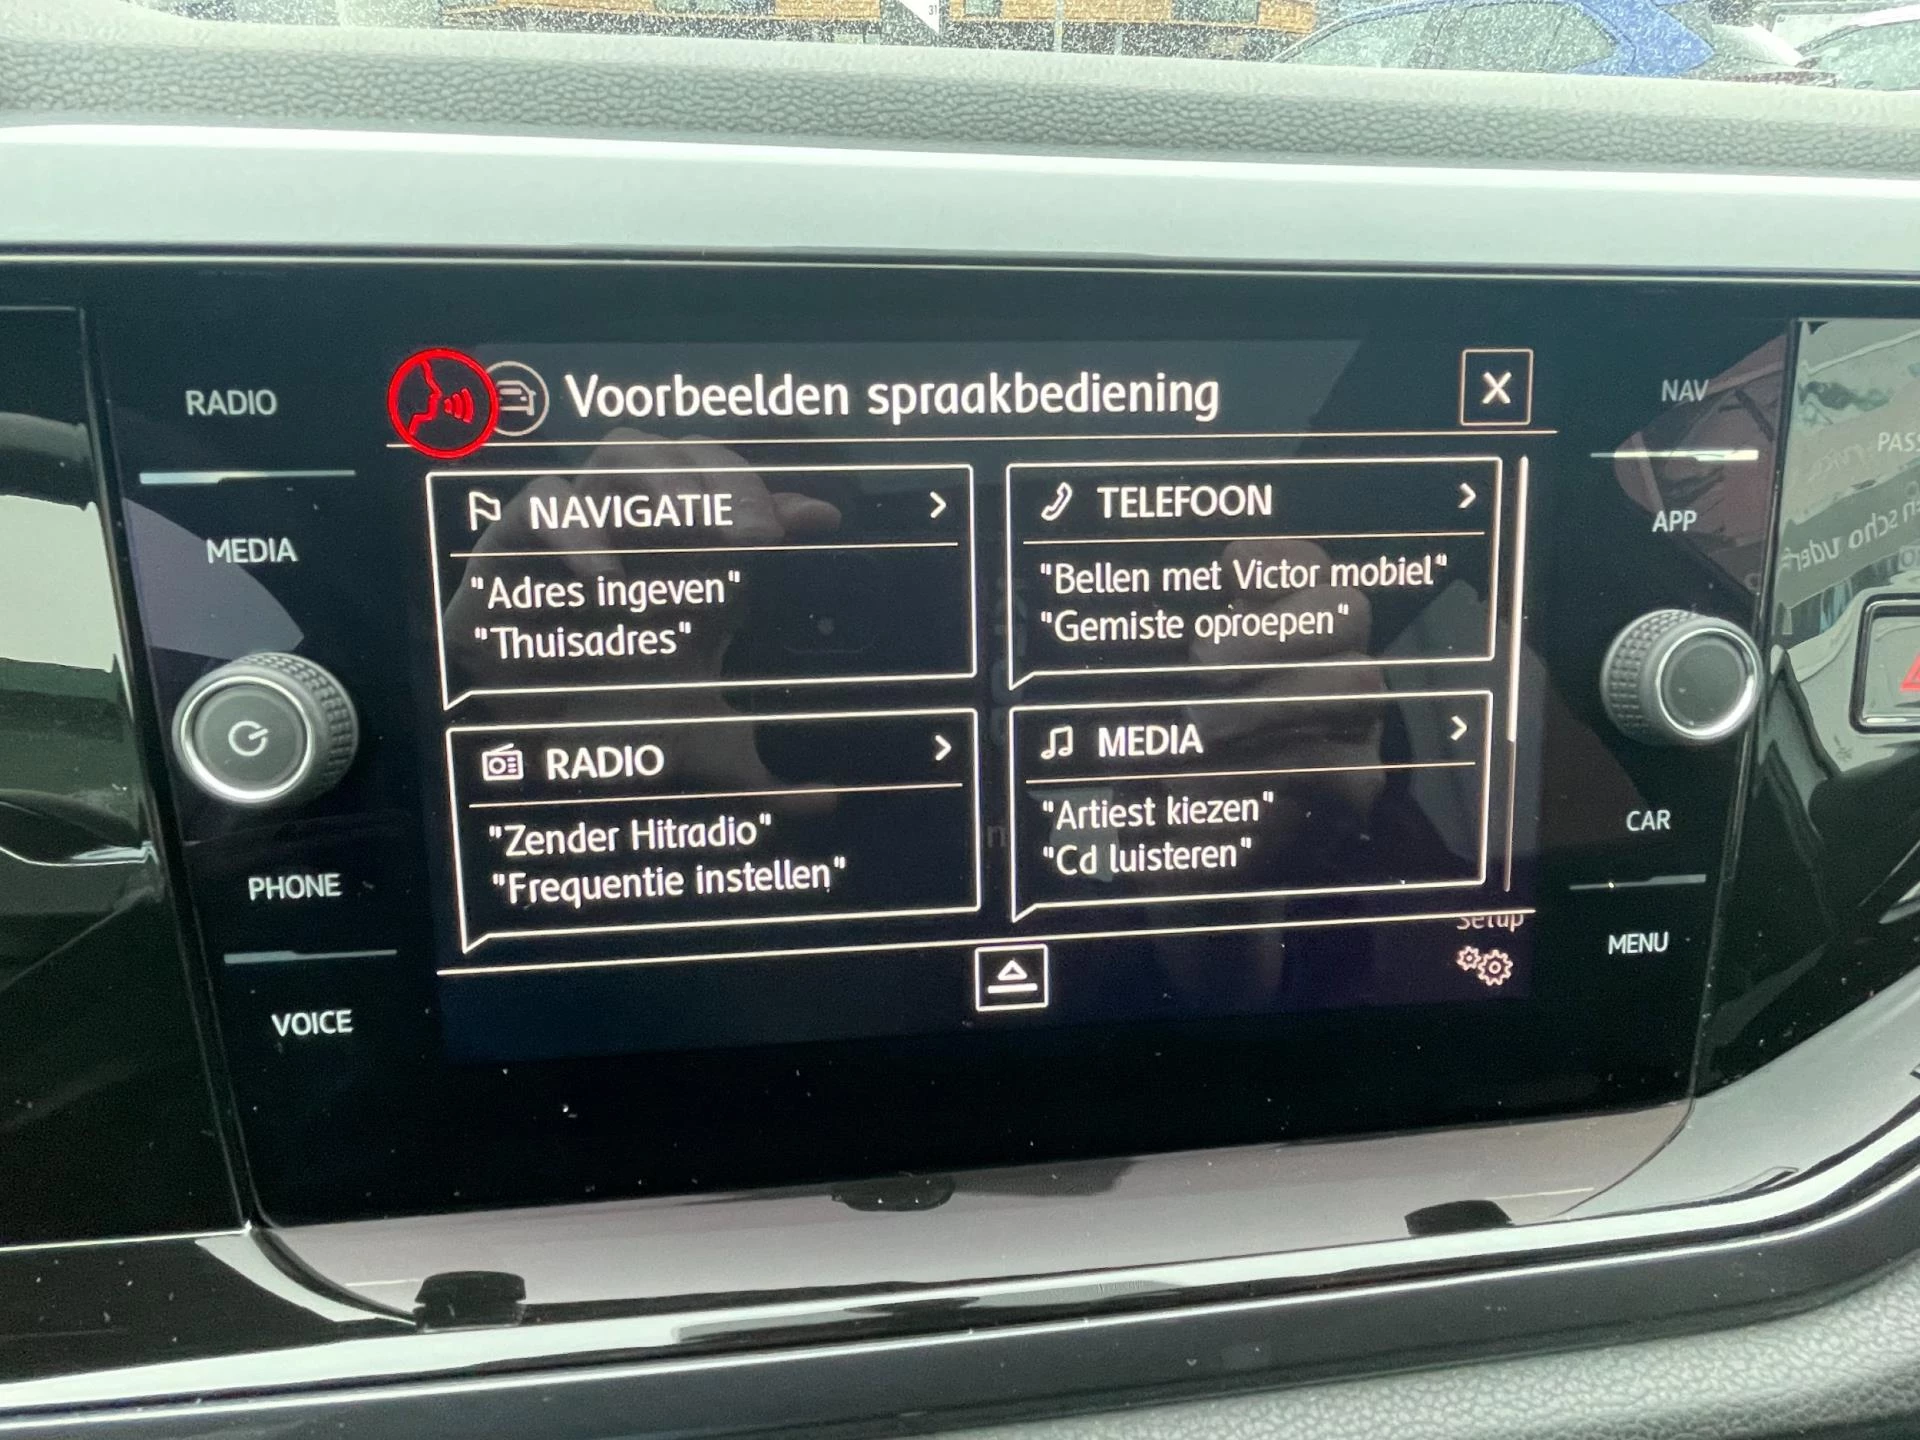 31
RADIO
MEDIA
PHONE
VOICE
Voorbeelden spraakbediening
NAVIGATIE
"Adres ingeven"
"Thuisadres"
TELEFOON
"Bellen met Victor mobiel"
"Gemiste oproepen"
RADIO
"Zender Hitradio"
"Frequentie instellen"
MEDIA
"Artiest kiezen"
"Cd luisteren"
Setup
NAV
APP
CAR
MENU